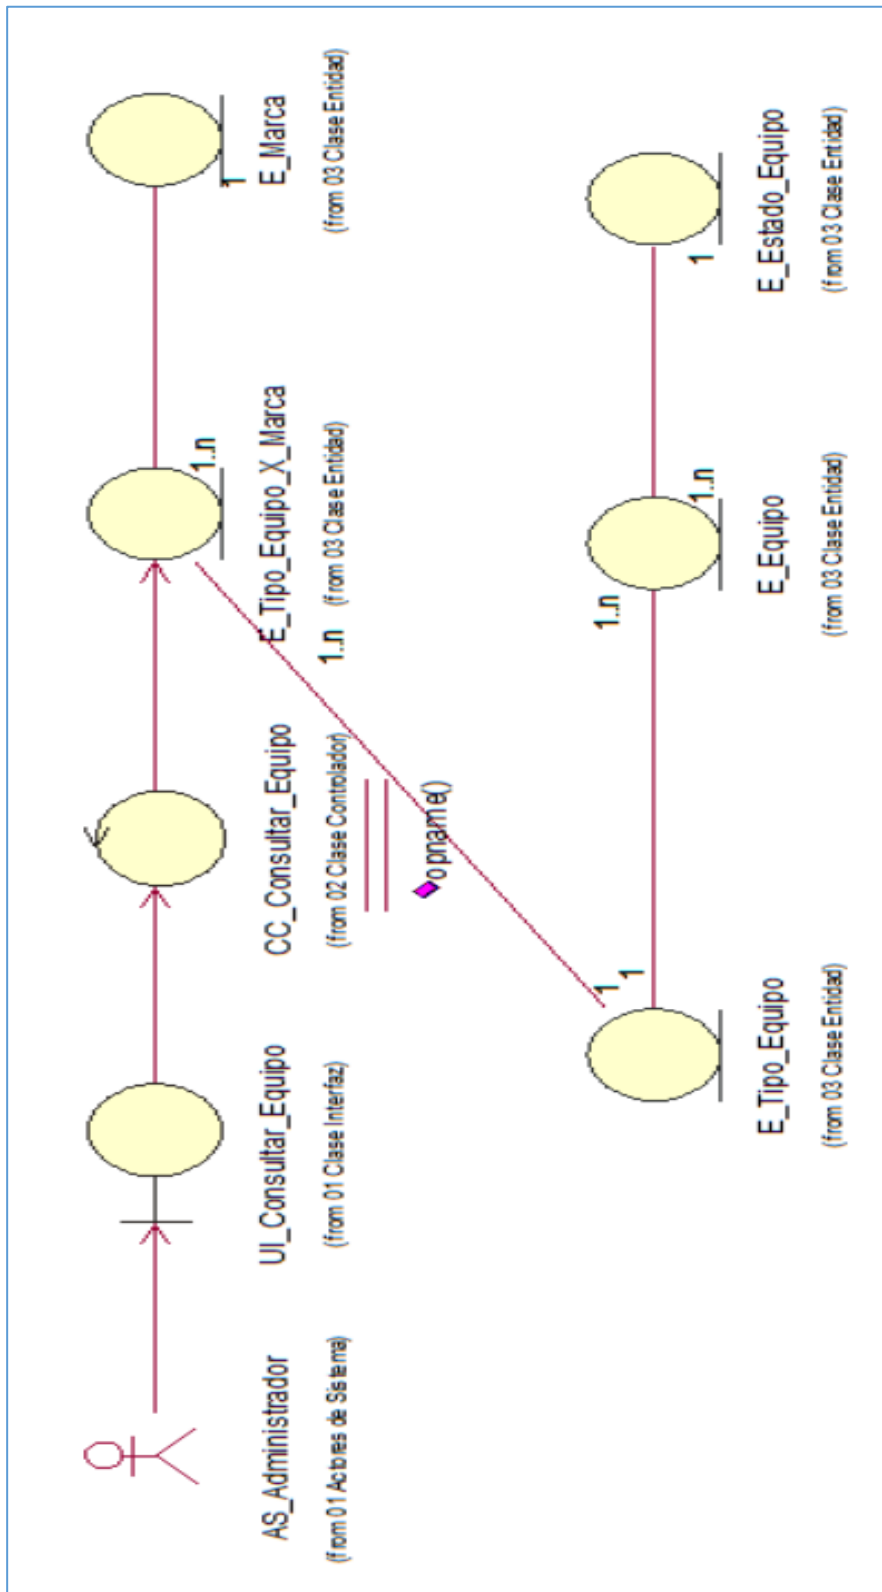 AS_Administrador
(from 01 Actores de Sistema)
UI_Consultar_Equipo
(from 01 Clase Interfaz)
CC_Consultar_Equipo
(from 02 Clase Controlador)
opname()
E_Tipo_Equipo_X_Marca
(from 03 Clase Entidad)
1..n
1..n
E_Marca
(from 03 Clase Entidad)
1
E_Tipo_Equipo
(from 03 Clase Entidad)
1
1
E_Equipo
(from 03 Clase Entidad)
1..n
1..n
E_Estado_Equipo
(from 03 Clase Entidad)
1